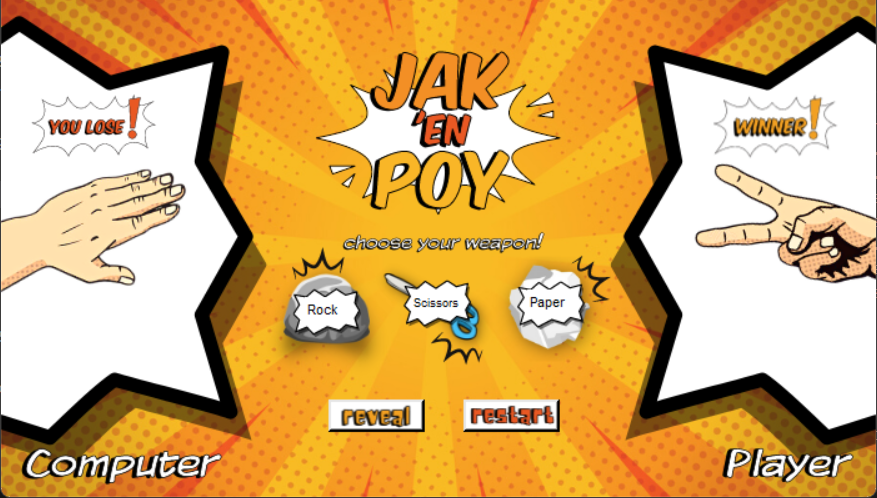 JAK
'EN
POY
YOU LOSE!
WINNER!
choose your weapon!
Rock
Scissors
Paper
reveal
restart
Computer
Player